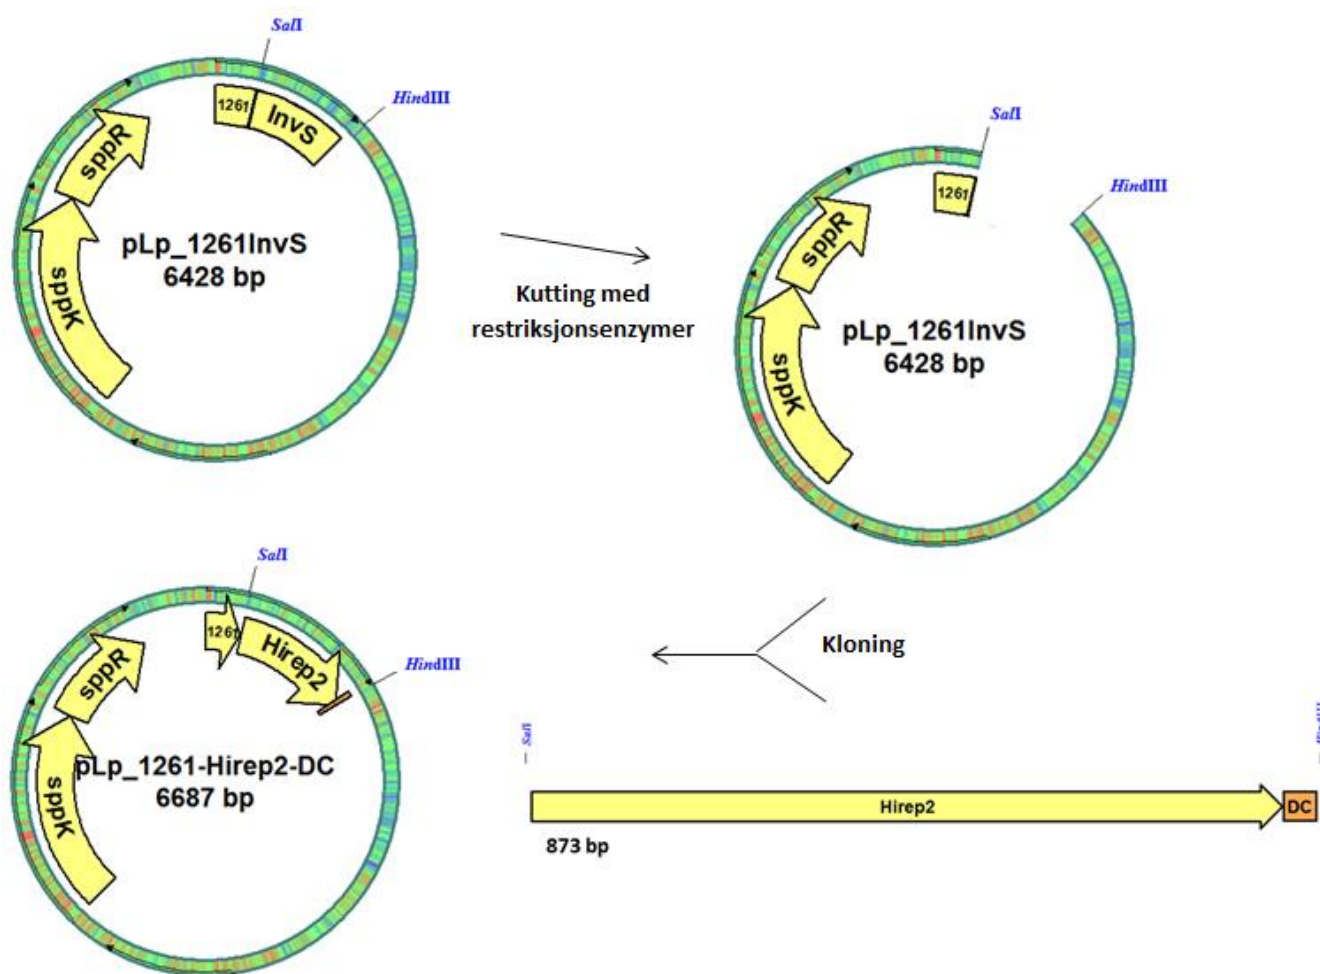 SalI
HindIII
1261
InvS
sppR
sppK
pLp_1261InvS
6428 bp
Kutting med
restriksjonsenzymer
SalI
HindIII
1261
sppR
sppK
pLp_1261InvS
6428 bp
SalI
HindIII
1261
Hirep2
sppR
sppK
pLp_1261-Hirep2-DC
6687 bp
Kloning
SalI
HindIII
Hirep2
DC
873 bp